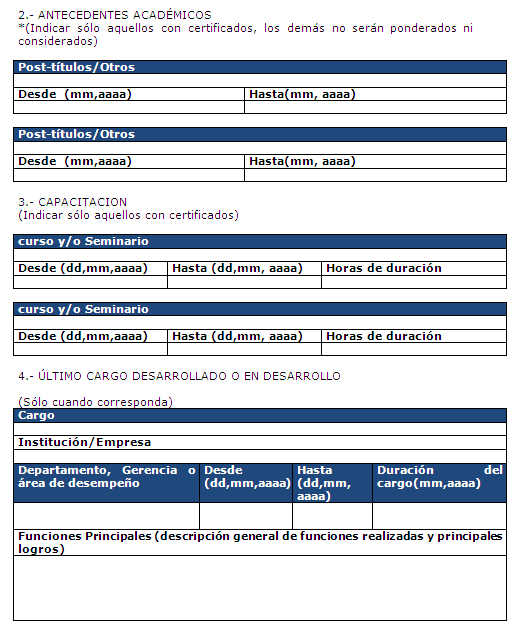 2.- ANTECEDENTES ACADÉMICOS
*(Indicar sólo aquellos con certificados, los demás no serán ponderados ni
considerados)
Post-títulos/Otros
Desde (mm,aaaa) Hasta(mm, aaaa)
Post-títulos/Otros
Desde (mm,aaaa) Hasta(mm, aaaa)
3.- CAPACITACION
(Indicar sólo aquellos con certificados)
curso y/o Seminario
Desde (dd,mm,aaaa) Hasta (dd,mm, aaaa) Horas de duración
curso y/o Seminario
Desde (dd,mm,aaaa) Hasta (dd,mm, aaaa) Horas de duración
4.- ÚLTIMO CARGO DESARROLLADO O EN DESARROLLO
(Sólo cuando corresponda)
Cargo
Institución/Empresa
Departamento, Gerencia o
área de desempeño
Desde
(dd,mm,aaaa)
Hasta
(dd,mm,
aaaa)
Duración del
cargo(mm,aaaa)
Funciones Principales (descripción general de funciones realizadas y principales
logros)